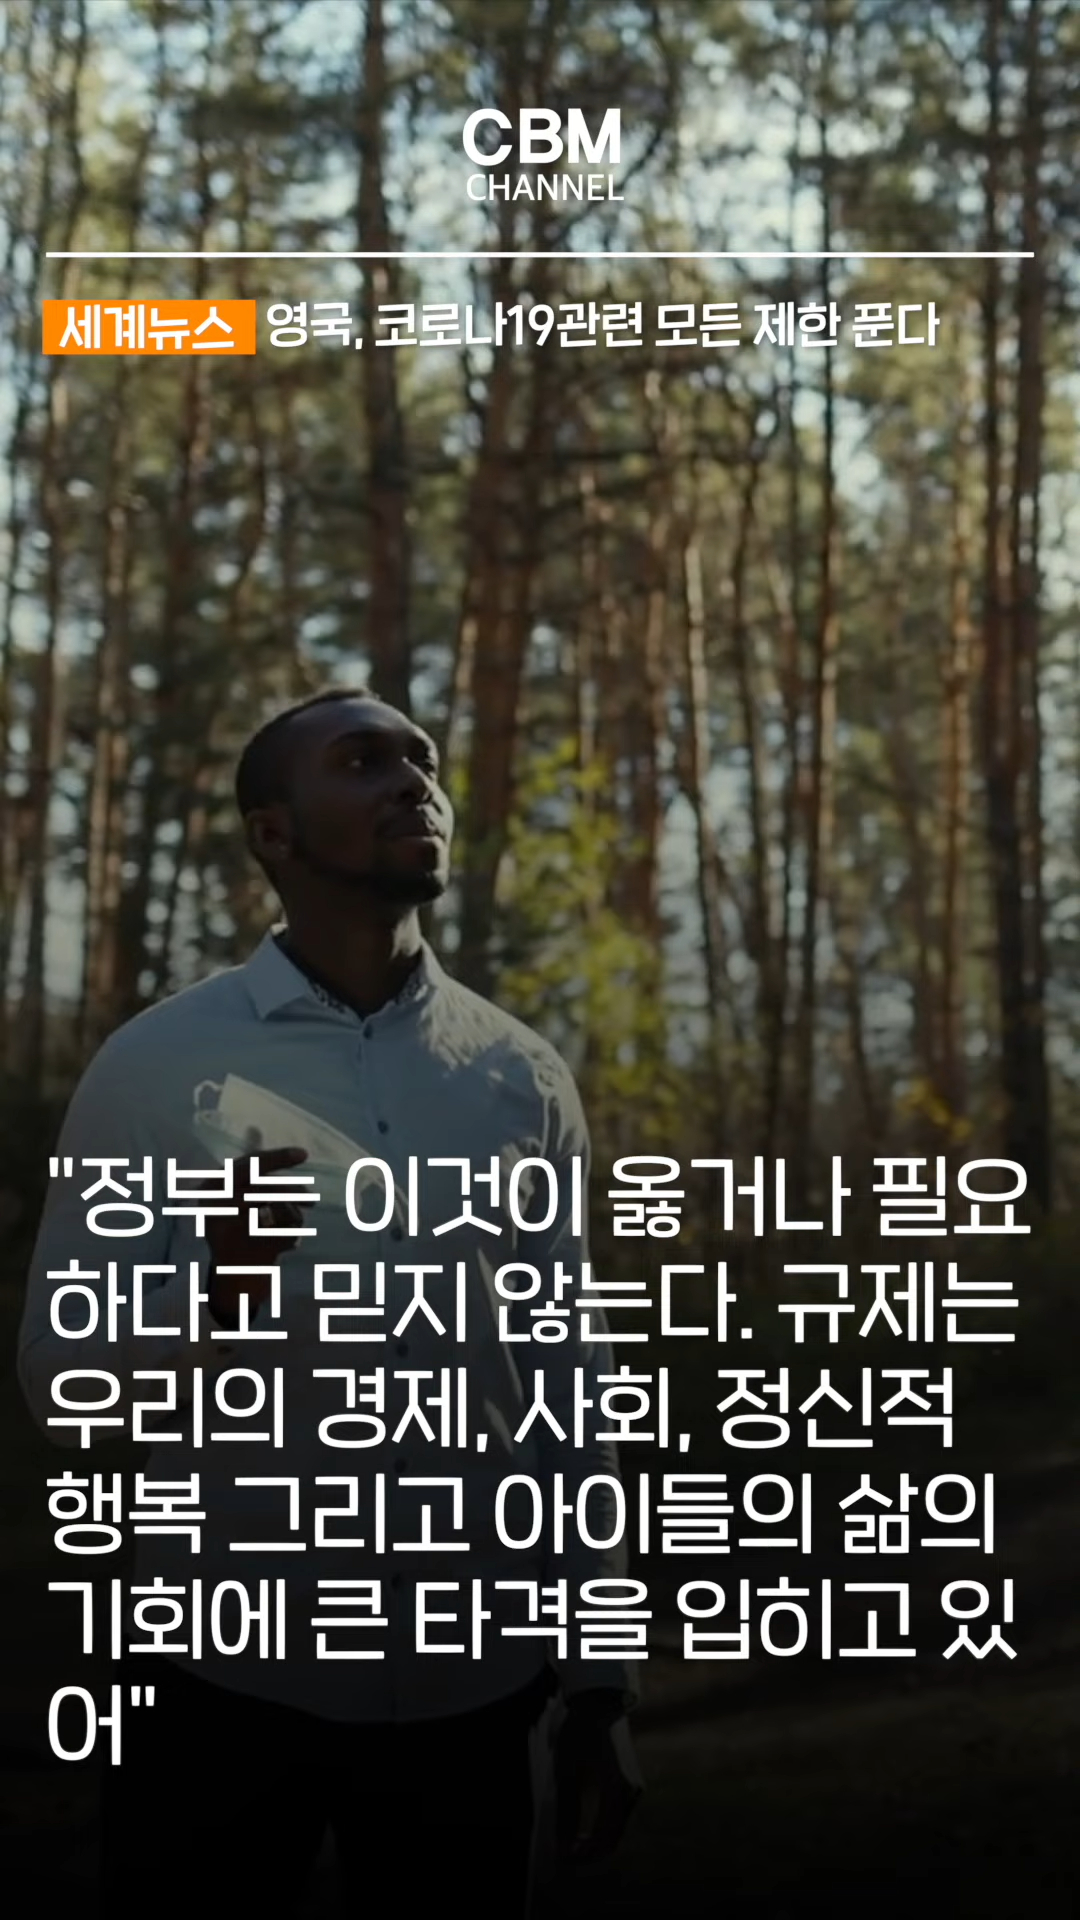 CBM
CHANNEL
세계뉴스 영국, 코로나19관련 모든 제한 푼다
"정부는 이것이 옳거나 필요
하다고 믿지 않는다. 규제는
우리의 경제, 사회, 정신적
행복 그리고 아이들의 삶의
기회에 큰 타격을 입히고 있
어"